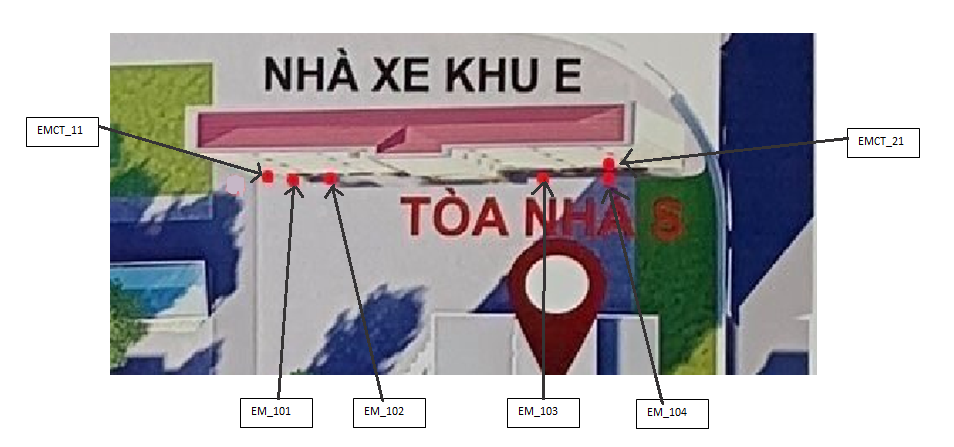 NHÀ XE KHU E
EMCT_11
EMCT_21
TÒA NHÀ S
EM_101
EM_102
EM_103
EM_104